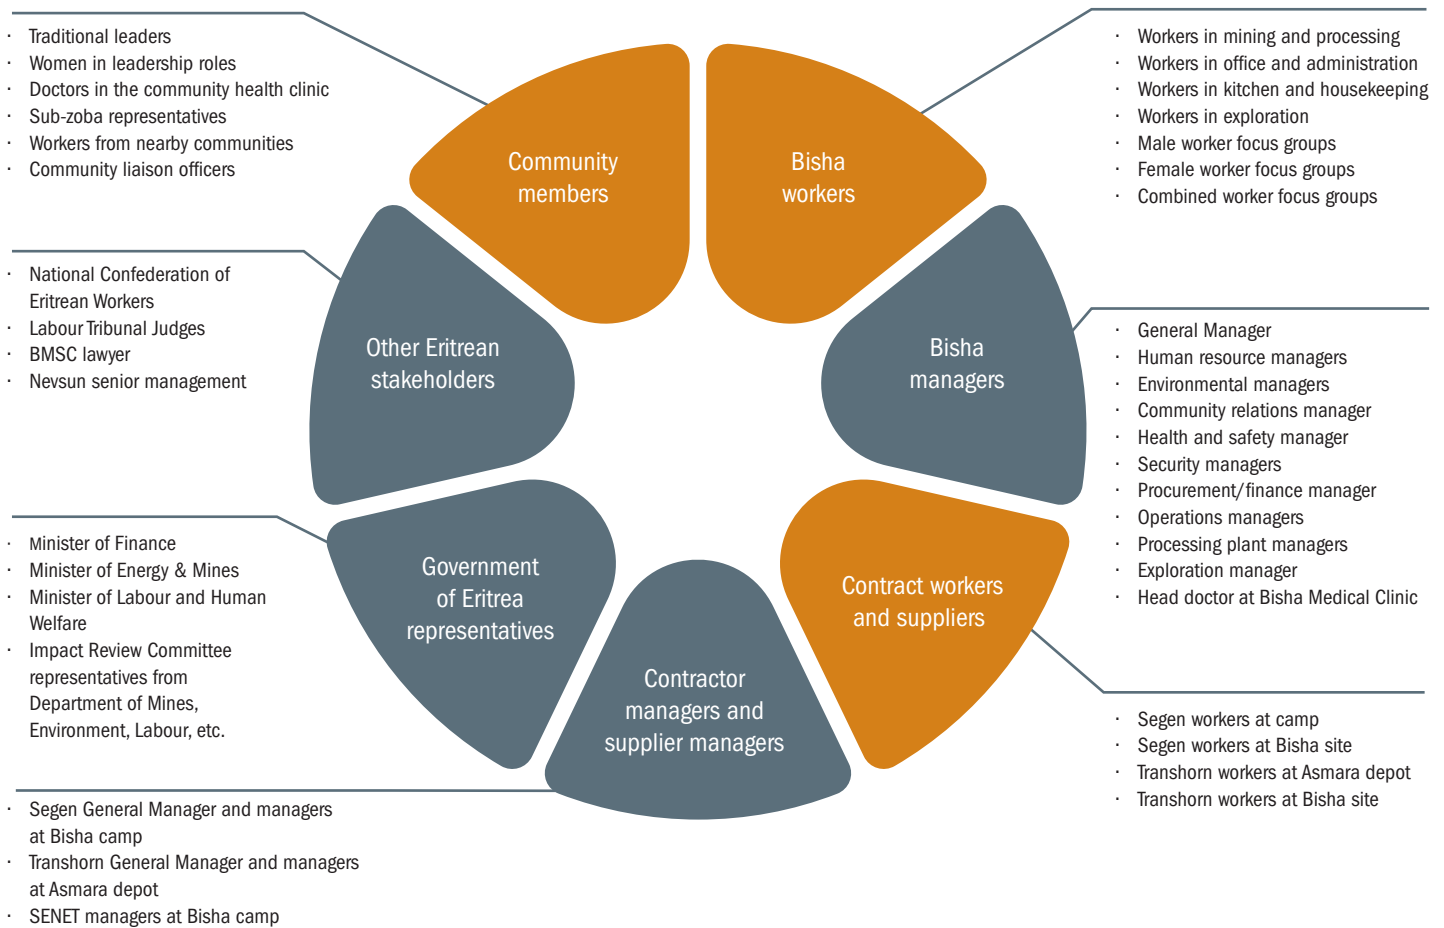 · Traditional leaders
· Women in leadership roles
· Doctors in the community health clinic
· Sub-zoba representatives
· Workers from nearby communities
· Community liaison officers
Community
members
Bisha
workers
· Workers in mining and processing
· Workers in office and administration
· Workers in kitchen and housekeeping
· Workers in exploration
· Male worker focus groups
· Female worker focus groups
· Combined worker focus groups
· National Confederation of
Eritrean Workers
· Labour Tribunal Judges
· BMSC lawyer
· Nevsun senior management
Other Eritrean
stakeholders
Bisha
managers
· General Manager
· Human resource managers
· Environmental managers
· Community relations manager
· Health and safety manager
· Security managers
· Procurement/finance manager
· Operations managers
· Processing plant managers
· Exploration manager
· Head doctor at Bisha Medical Clinic
· Minister of Finance
· Minister of Energy & Mines
· Minister of Labour and Human
Welfare
· Impact Review Committee
representatives from
Department of Mines,
Environment, Labour, etc.
Government
of Eritrea
representatives
Contract workers
and suppliers
· Segen workers at camp
· Segen workers at Bisha site
· Transhorn workers at Asmara depot
· Transhorn workers at Bisha site
Contractor
managers and
supplier managers
· Segen General Manager and managers
at Bisha camp
· Transhorn General Manager and managers
at Asmara depot
· SENET managers at Bisha camp